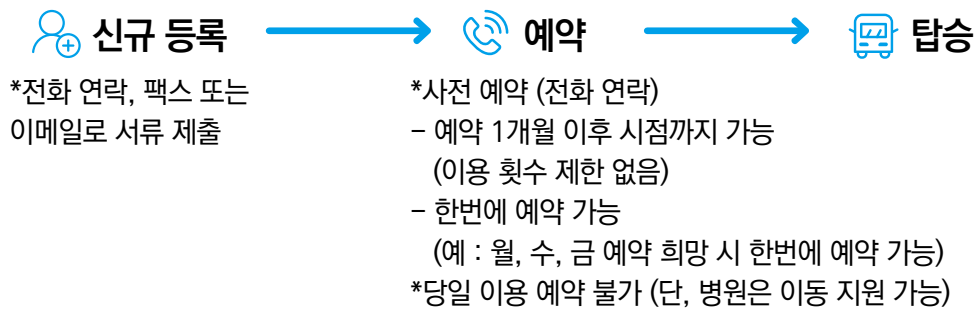 신규 등록
*전화 연락, 팩스 또는
이메일로 서류 제출
예약
*사전 예약 (전화 연락)
- 예약 1개월 이후 시점까지 가능
(이용 횟수 제한 없음)
- 한번에 예약 가능
(예 : 월, 수, 금 예약 희망 시 한번에 예약 가능)
*당일 이용 예약 불가 (단, 병원은 이동 지원 가능)
탑승